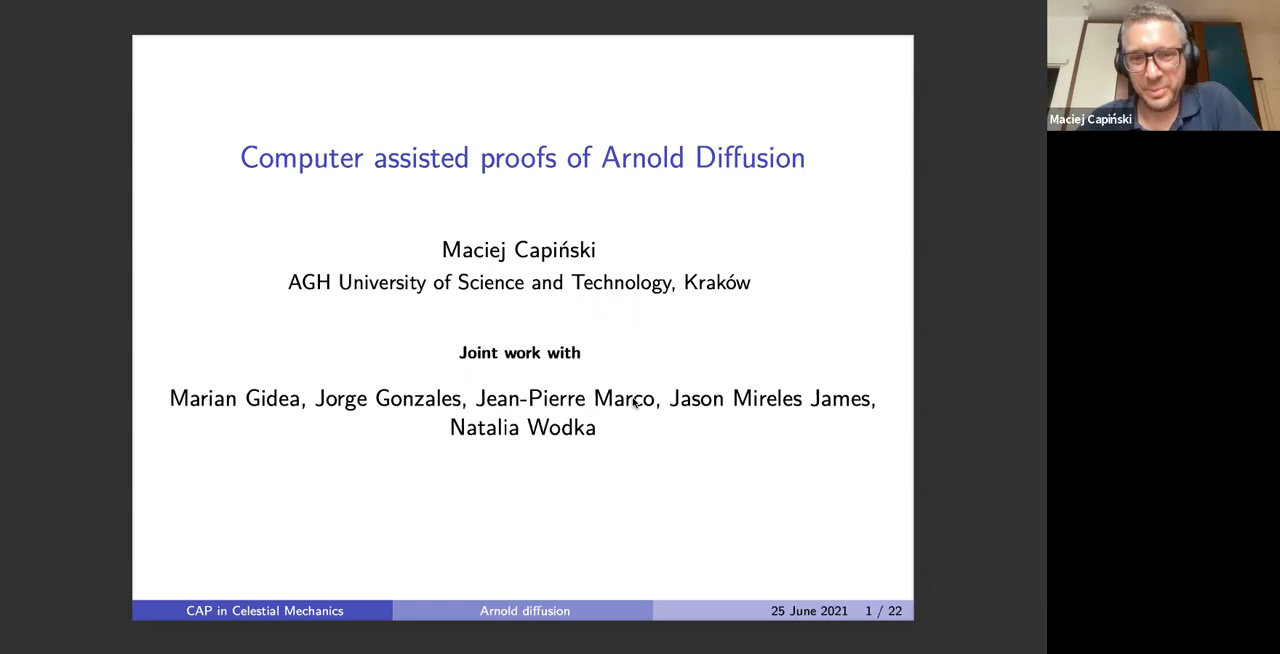 Computer assisted proofs of Arnold Diffusion
Maciej Capiński
AGH University of Science and Technology, Kraków
Joint work with
Marian Gidea, Jorge Gonzales, Jean-Pierre Marco, Jason Mireles James,
Natalia Wodka
CAP in Celestial Mechanics
Arnold diffusion
25 June 2021 1 / 22
Maciej Capiński